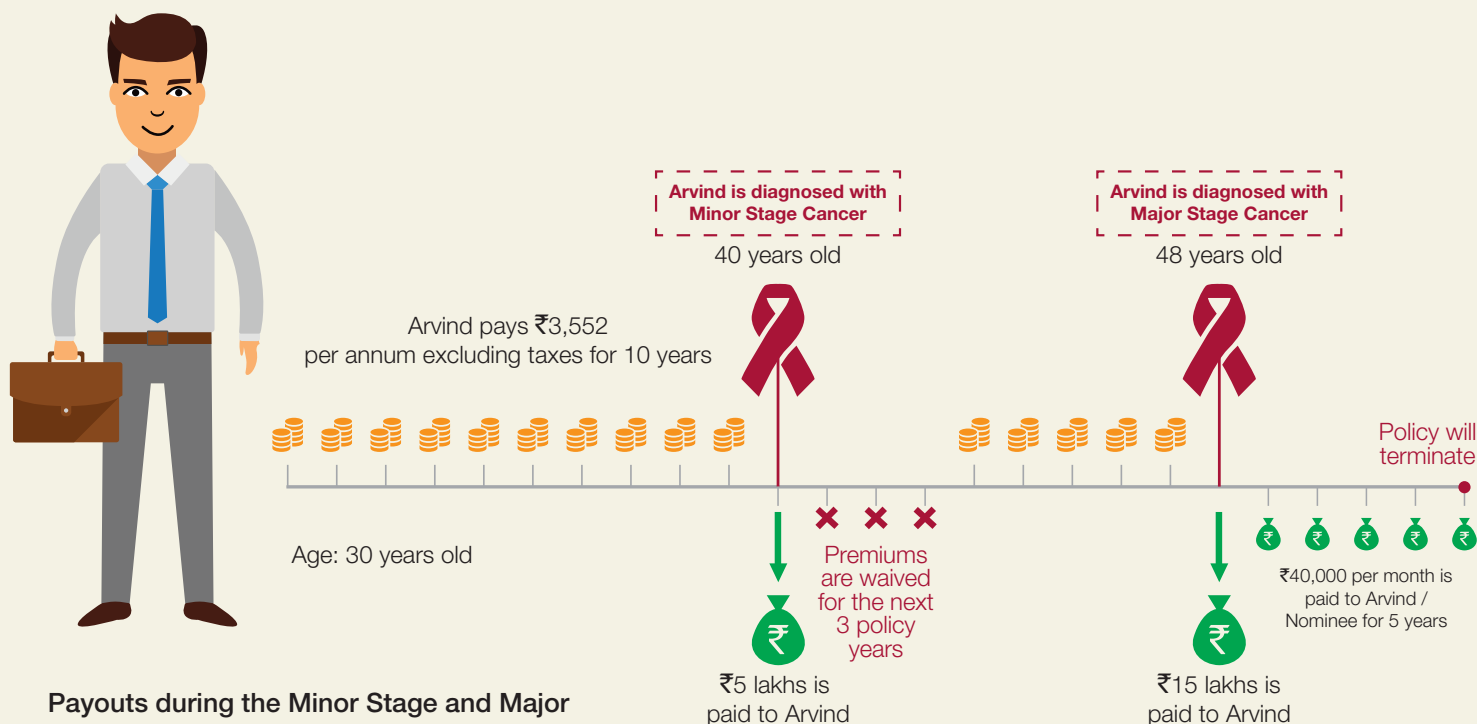 Arvind is diagnosed with
Minor Stage Cancer
40 years old
Arvind is diagnosed with
Major Stage Cancer
48 years old
Arvind pays ₹3,552
per annum excluding taxes for 10 years
Policy will
terminate
Age: 30 years old
Premiums
are waived
for the next
3 policy
years
₹
₹5 lakhs is
paid to Arvind
₹
₹15 lakhs is
paid to Arvind
₹ ₹ ₹ ₹ ₹
₹40,000 per month is
paid to Arvind /
Nominee for 5 years
Payouts during the Minor Stage and Major